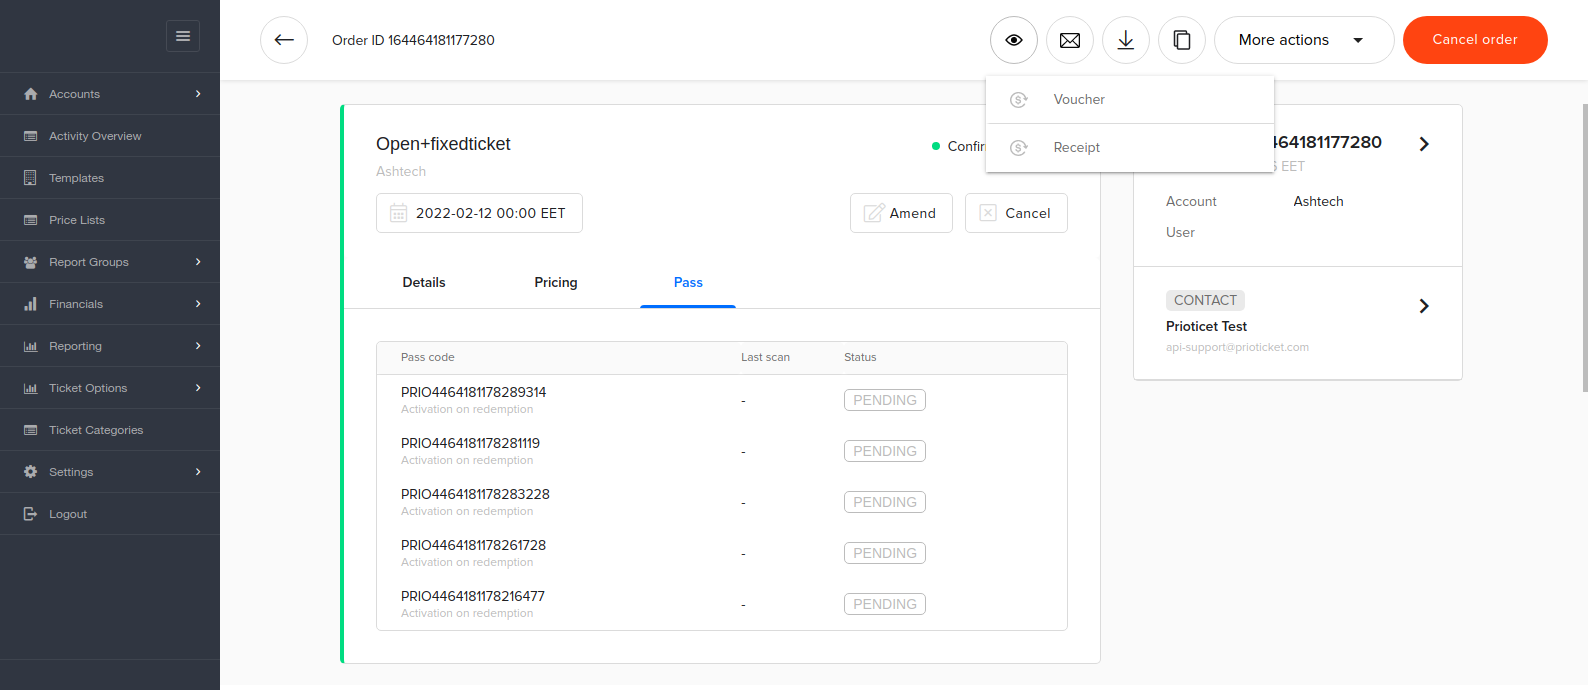 Order ID 164464181177280
More actions
Cancel order
Voucher
Receipt
Accounts
Activity Overview
Templates
Price Lists
Report Groups
Financials
Reporting
Ticket Options
Ticket Categories
Settings
Logout
Open+fixedticket
Ashtech
2022-02-12 00:00 EET
Amend
Cancel
Details Pricing Pass
Pass code Last scan Status
PRIO4464181178289314
Activation on redemption
- PENDING
PRIO4464181178281119
Activation on redemption
- PENDING
PRIO4464181178283228
Activation on redemption
- PENDING
PRIO4464181178261728
Activation on redemption
- PENDING
PRIO4464181178216477
Activation on redemption
- PENDING
464181177280
EET
Account Ashtech
User
CONTACT
Prioticet Test
api-support@prioticket.com